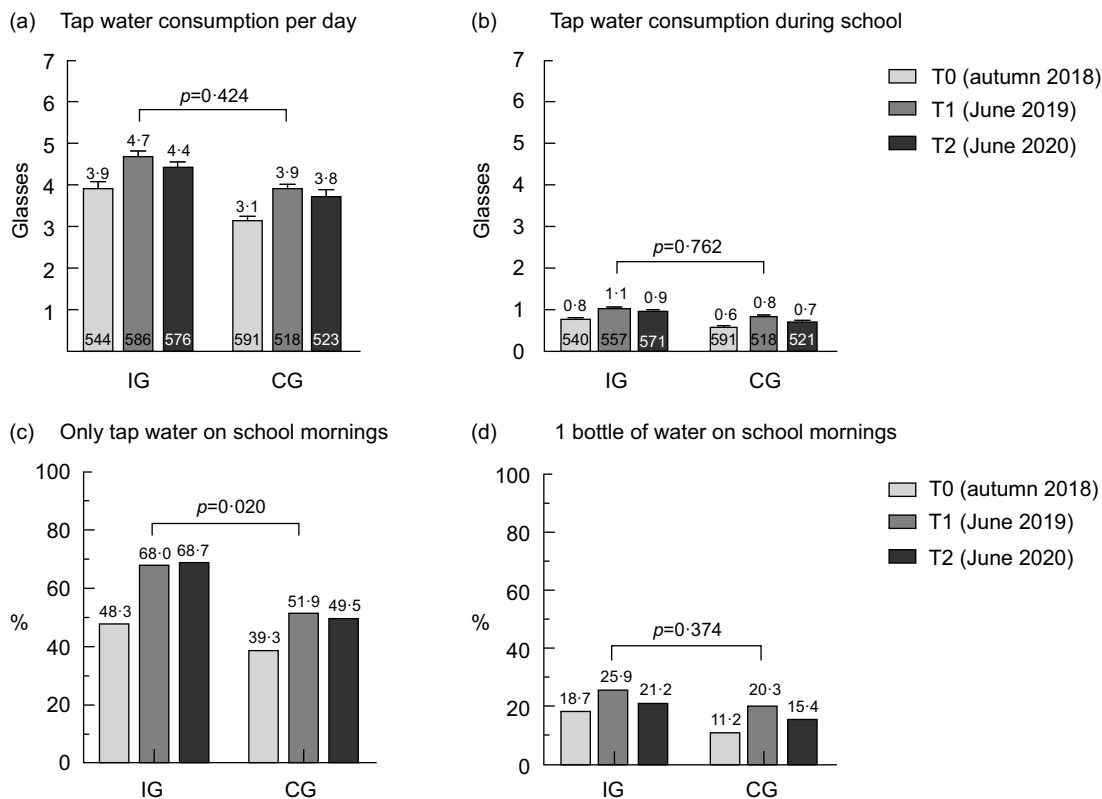 (a) Tap water consumption per day
7
6
5
4
3
2
1
Glasses
p=0·424
3·9
4·7
4·4
3·1
3·9
3·8
544
586
576
591
518
523
IG
CG
(b) Tap water consumption during school
7
6
5
4
3
2
1
0
Glasses
p=0·762
0·8
1·1
0·9
0·6
0·8
0·7
540
557
571
591
518
521
IG
CG
T0 (autumn 2018)
T1 (June 2019)
T2 (June 2020)
(c) Only tap water on school mornings
100
80
60
40
20
0
%
p=0·020
48·3
68·0
68·7
39·3
51·9
49·5
IG
CG
(d) 1 bottle of water on school mornings
100
80
60
40
20
0
%
p=0·374
18·7
25·9
21·2
11·2
20·3
15·4
IG
CG
T0 (autumn 2018)
T1 (June 2019)
T2 (June 2020)